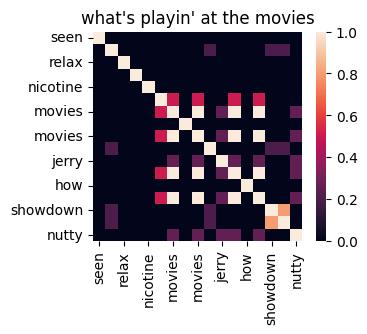 what's playin' at the movies
seen
relax
nicotine
movies
movies
jerry
how
showdown
nutty
1.0
0.8
0.6
0.4
0.2
0.0
seen
relax
nicotine
movies
movies
jerry
how
showdown
nutty